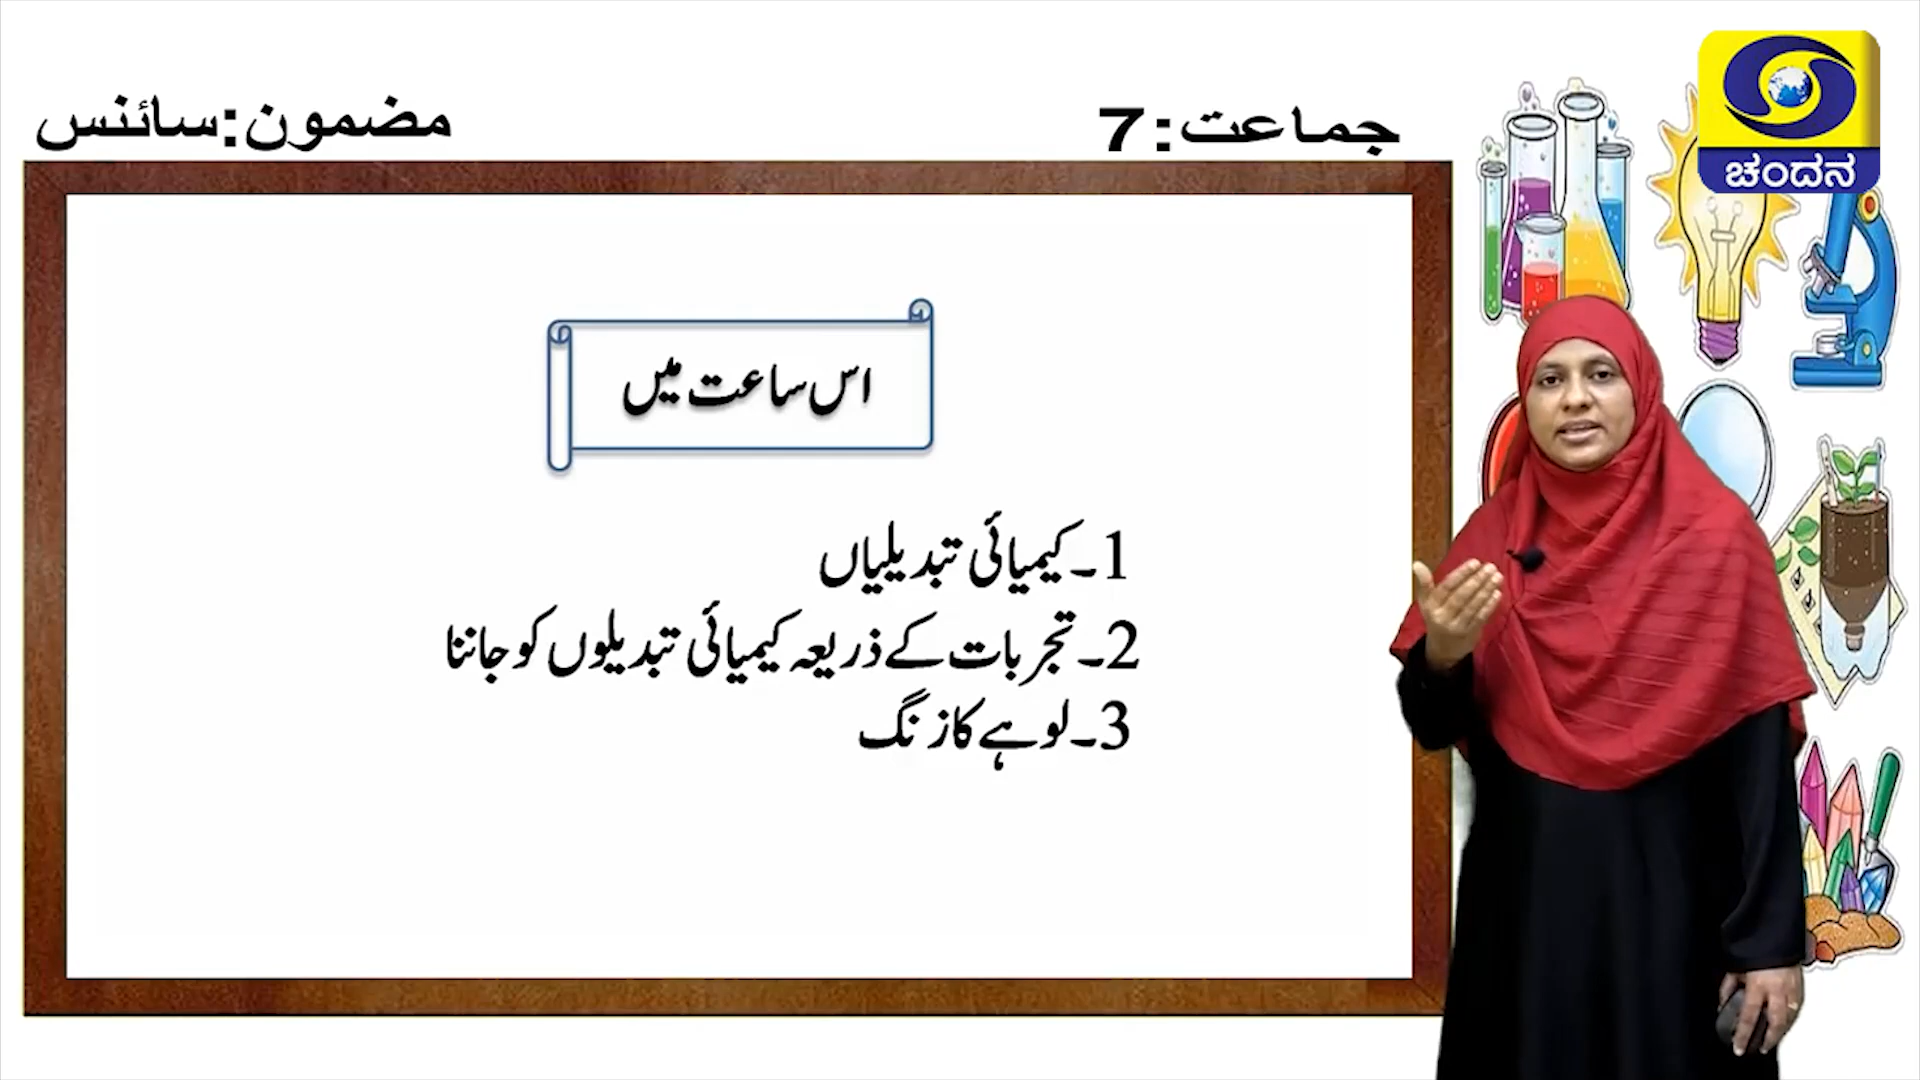 جماعت:7
مضمون:سائنس
ಚಂದನ
اس ساعت میں
1۔کیمیائی تبدیلیاں
2۔تجربات کے ذریعہ کیمیائی تبدیلوں کو جاننا
3۔لوہے کا زنگ